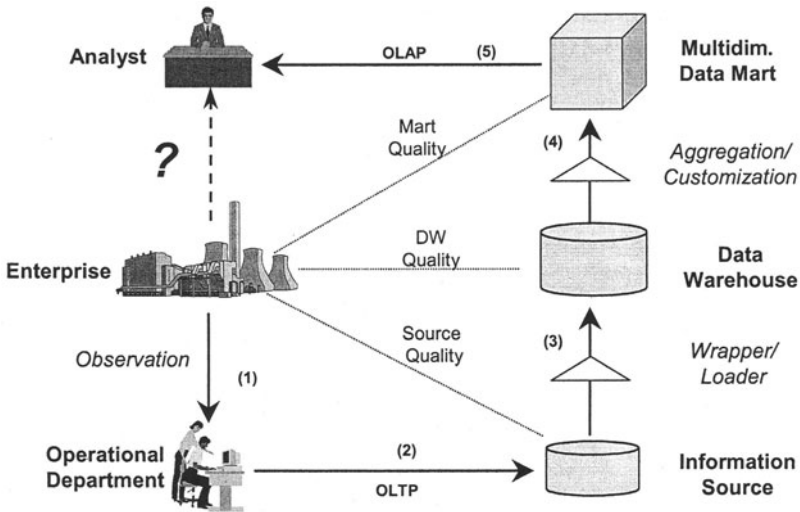 Analyst
OLAP (5)
Multidim.
Data Mart
Mart
Quality
(4)
Aggregation/
Customization
?
Enterprise
DW
Quality
Data
Warehouse
Observation
(1)
Source
Quality
(3)
Wrapper/
Loader
Operational
Department
(2)
OLTP
Information
Source